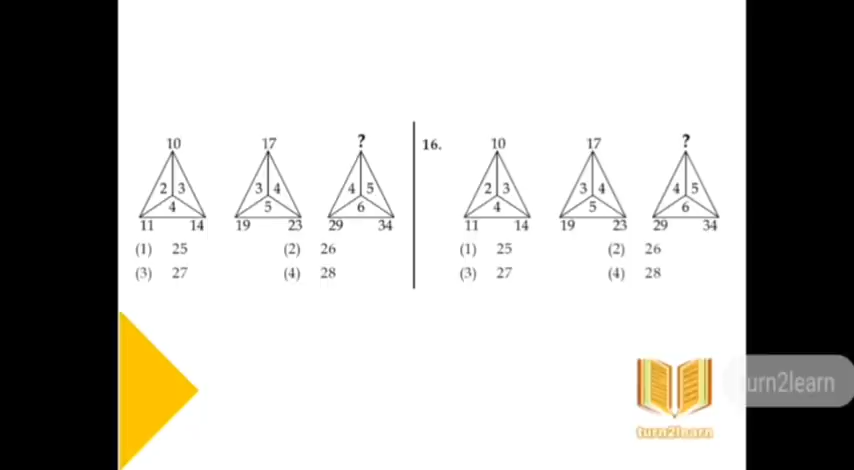 10 17 ?
2 3 3 4 4 5
4 5 6
11 14 19 23 29 34
(1) 25 (2) 26
(3) 27 (4) 28
16. 10 17 ?
2 3 3 4 4 5
4 5 6
11 14 19 23 29 34
(1) 25 (2) 26
(3) 27 (4) 28
turn2learn
urn2learn